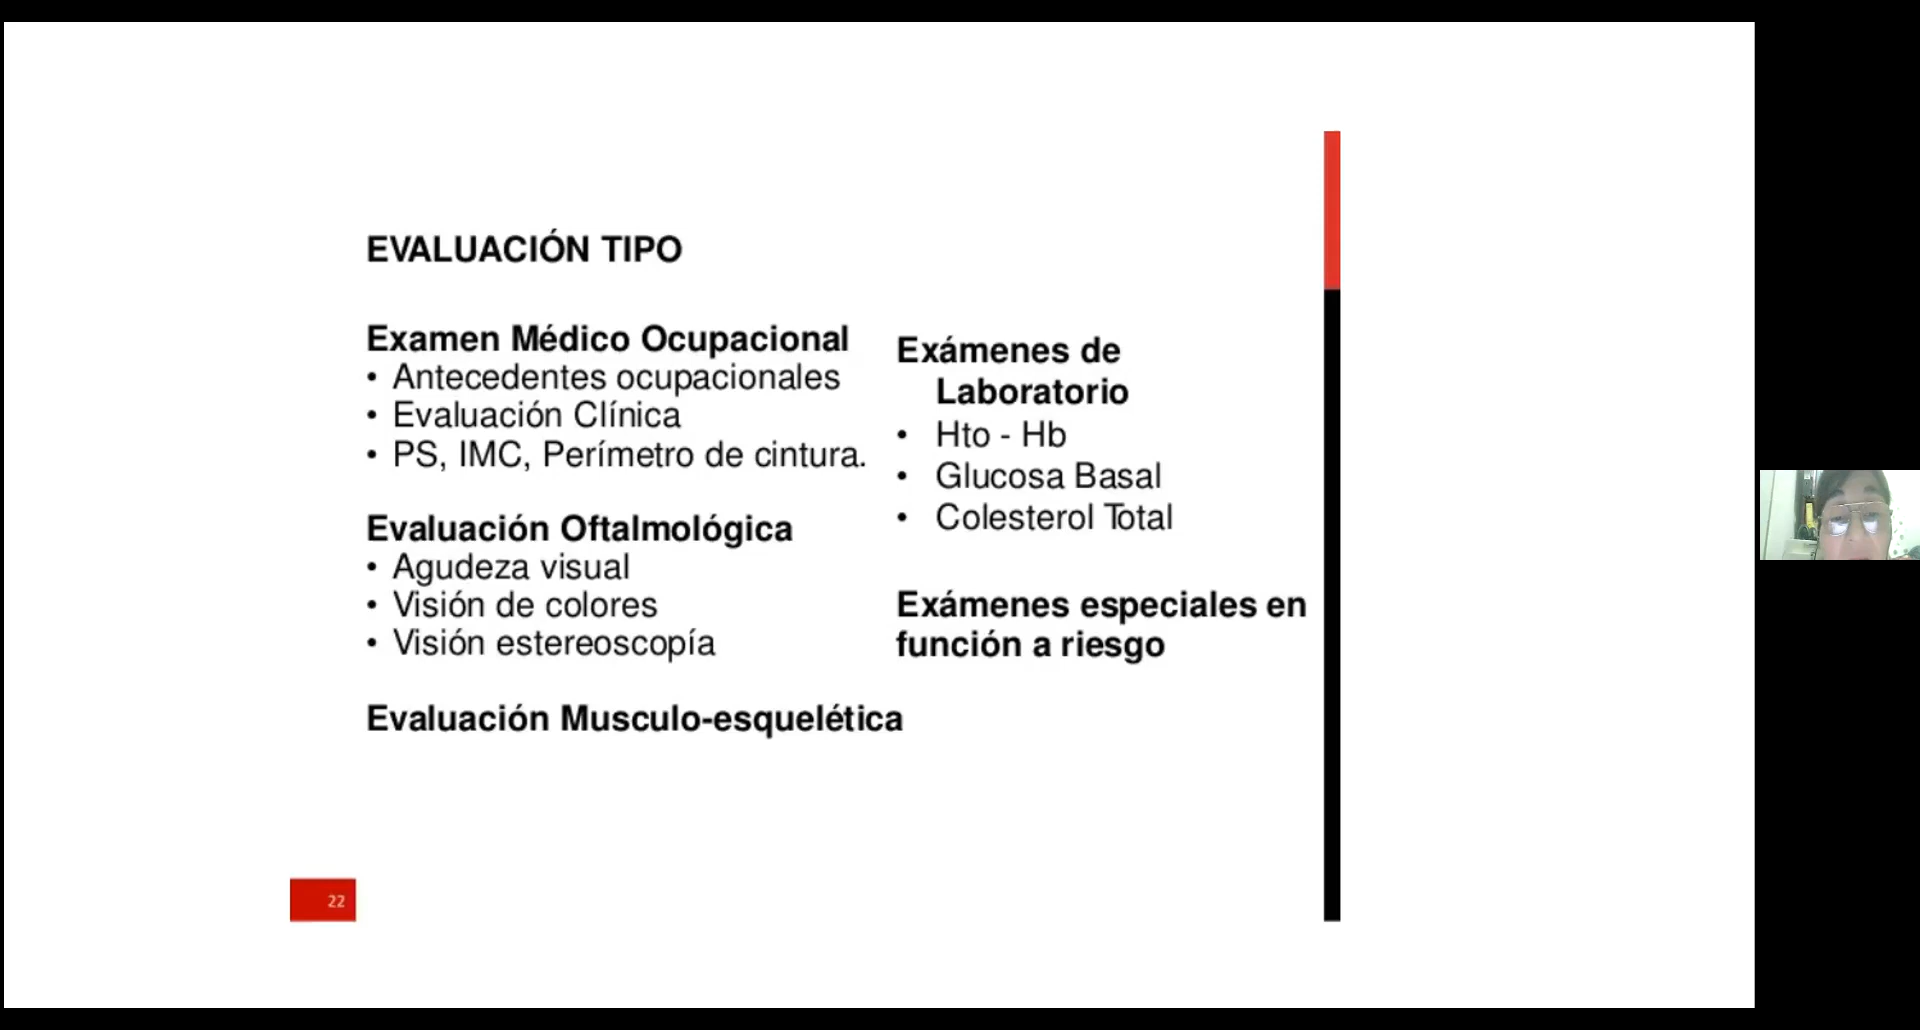 EVALUACIÓN TIPO
Examen Médico Ocupacional
• Antecedentes ocupacionales
• Evaluación Clínica
• PS, IMC, Perímetro de cintura.
Evaluación Oftalmológica
• Agudeza visual
• Visión de colores
• Visión estereoscopía
Evaluación Musculo-esquelética
Exámenes de
Laboratorio
• Hto - Hb
• Glucosa Basal
• Colesterol Total
Exámenes especiales en
función a riesgo
22